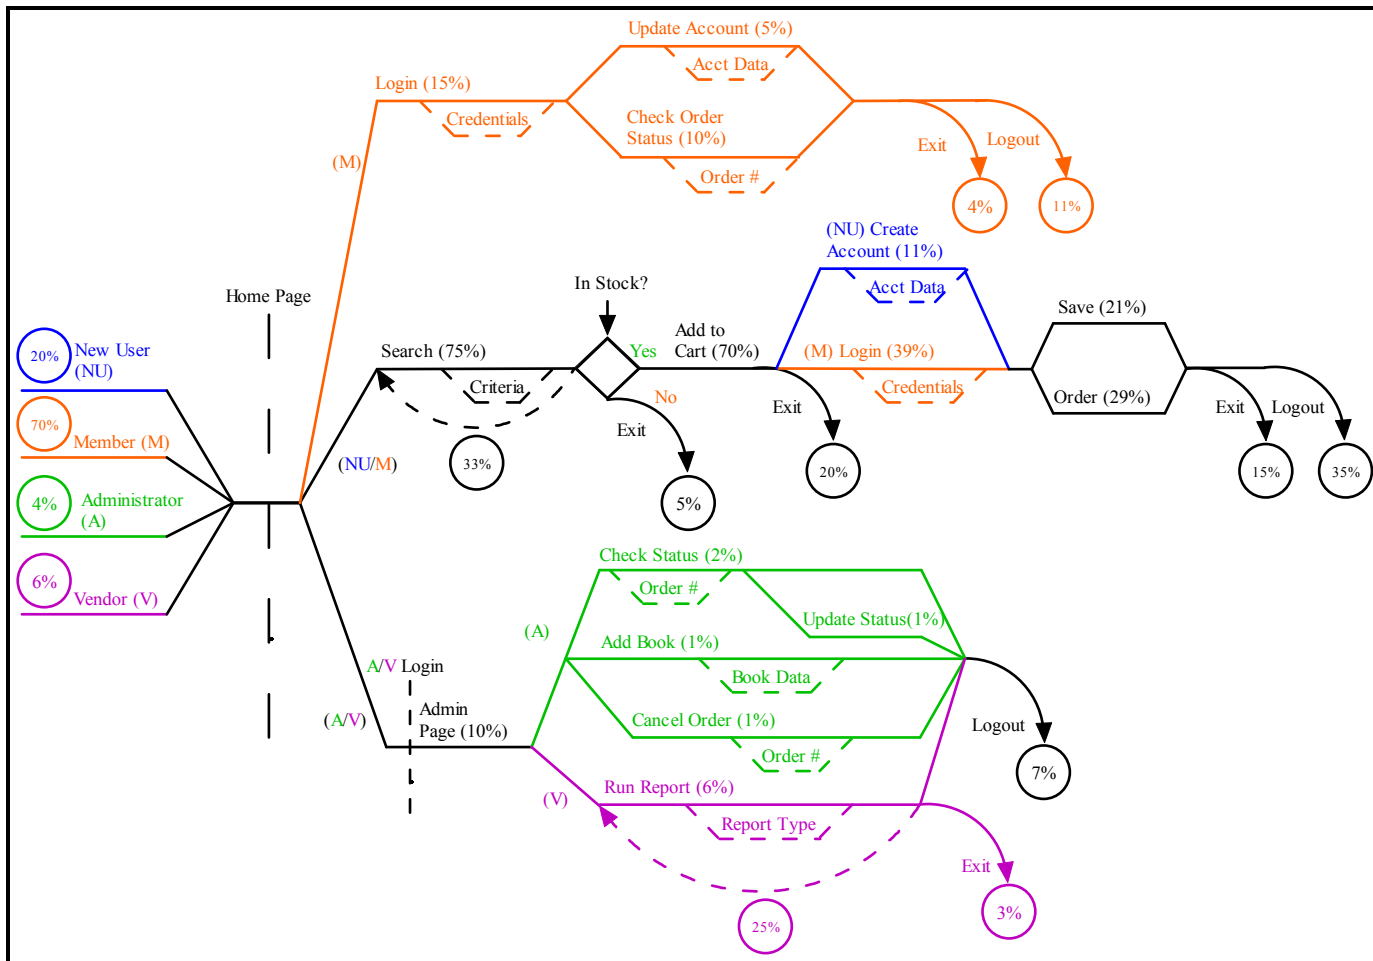 Update Account (5%)
Acct Data
Login (15%)
Credentials
Check Order
Status (10%)
Order #
(M)
Exit
Logout
4%
11%
(NU) Create
Account (11%)
Acct Data
Home Page
In Stock?
20%
New User
(NU)
Search (75%)
Criteria
Yes
No
Add to
Cart (70%)
(M) Login (39%)
Credentials
Save (21%)
Order (29%)
70%
Member (M)
(NU/M)
33%
Exit
5%
Exit
20%
Exit
Logout
15%
35%
4%
Administrator
(A)
6%
Vendor (V)
Check Status (2%)
Order #
Update Status(1%)
(A)
Add Book (1%)
Book Data
A/V Login
(A/V)
Admin
Page (10%)
Cancel Order (1%)
Order #
Logout
7%
(V)
Run Report (6%)
Report Type
Exit
25%
3%